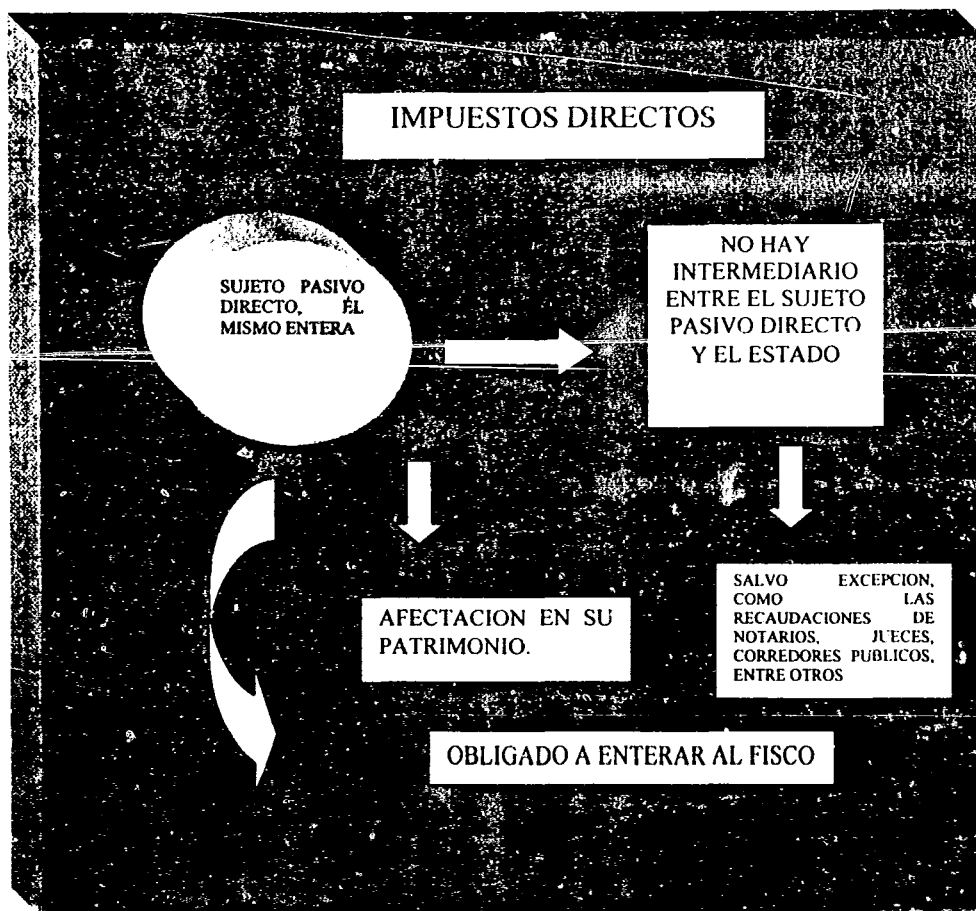 IMPUESTOS DIRECTOS
SUJETO PASIVO
DIRECTO, ÉL
MISMO ENTERA
NO HAY
INTERMEDIARIO
ENTRE EL SUJETO
PASIVO DIRECTO
Y EL ESTADO
AFECTACION EN SU
PATRIMONIO.
SALVO EXCEPCION,
COMO LAS
RECAUDACIONES DE
NOTARIOS, JUECES,
CORREDORES PUBLICOS,
ENTRE OTROS
OBLIGADO A ENTERAR AL FISCO